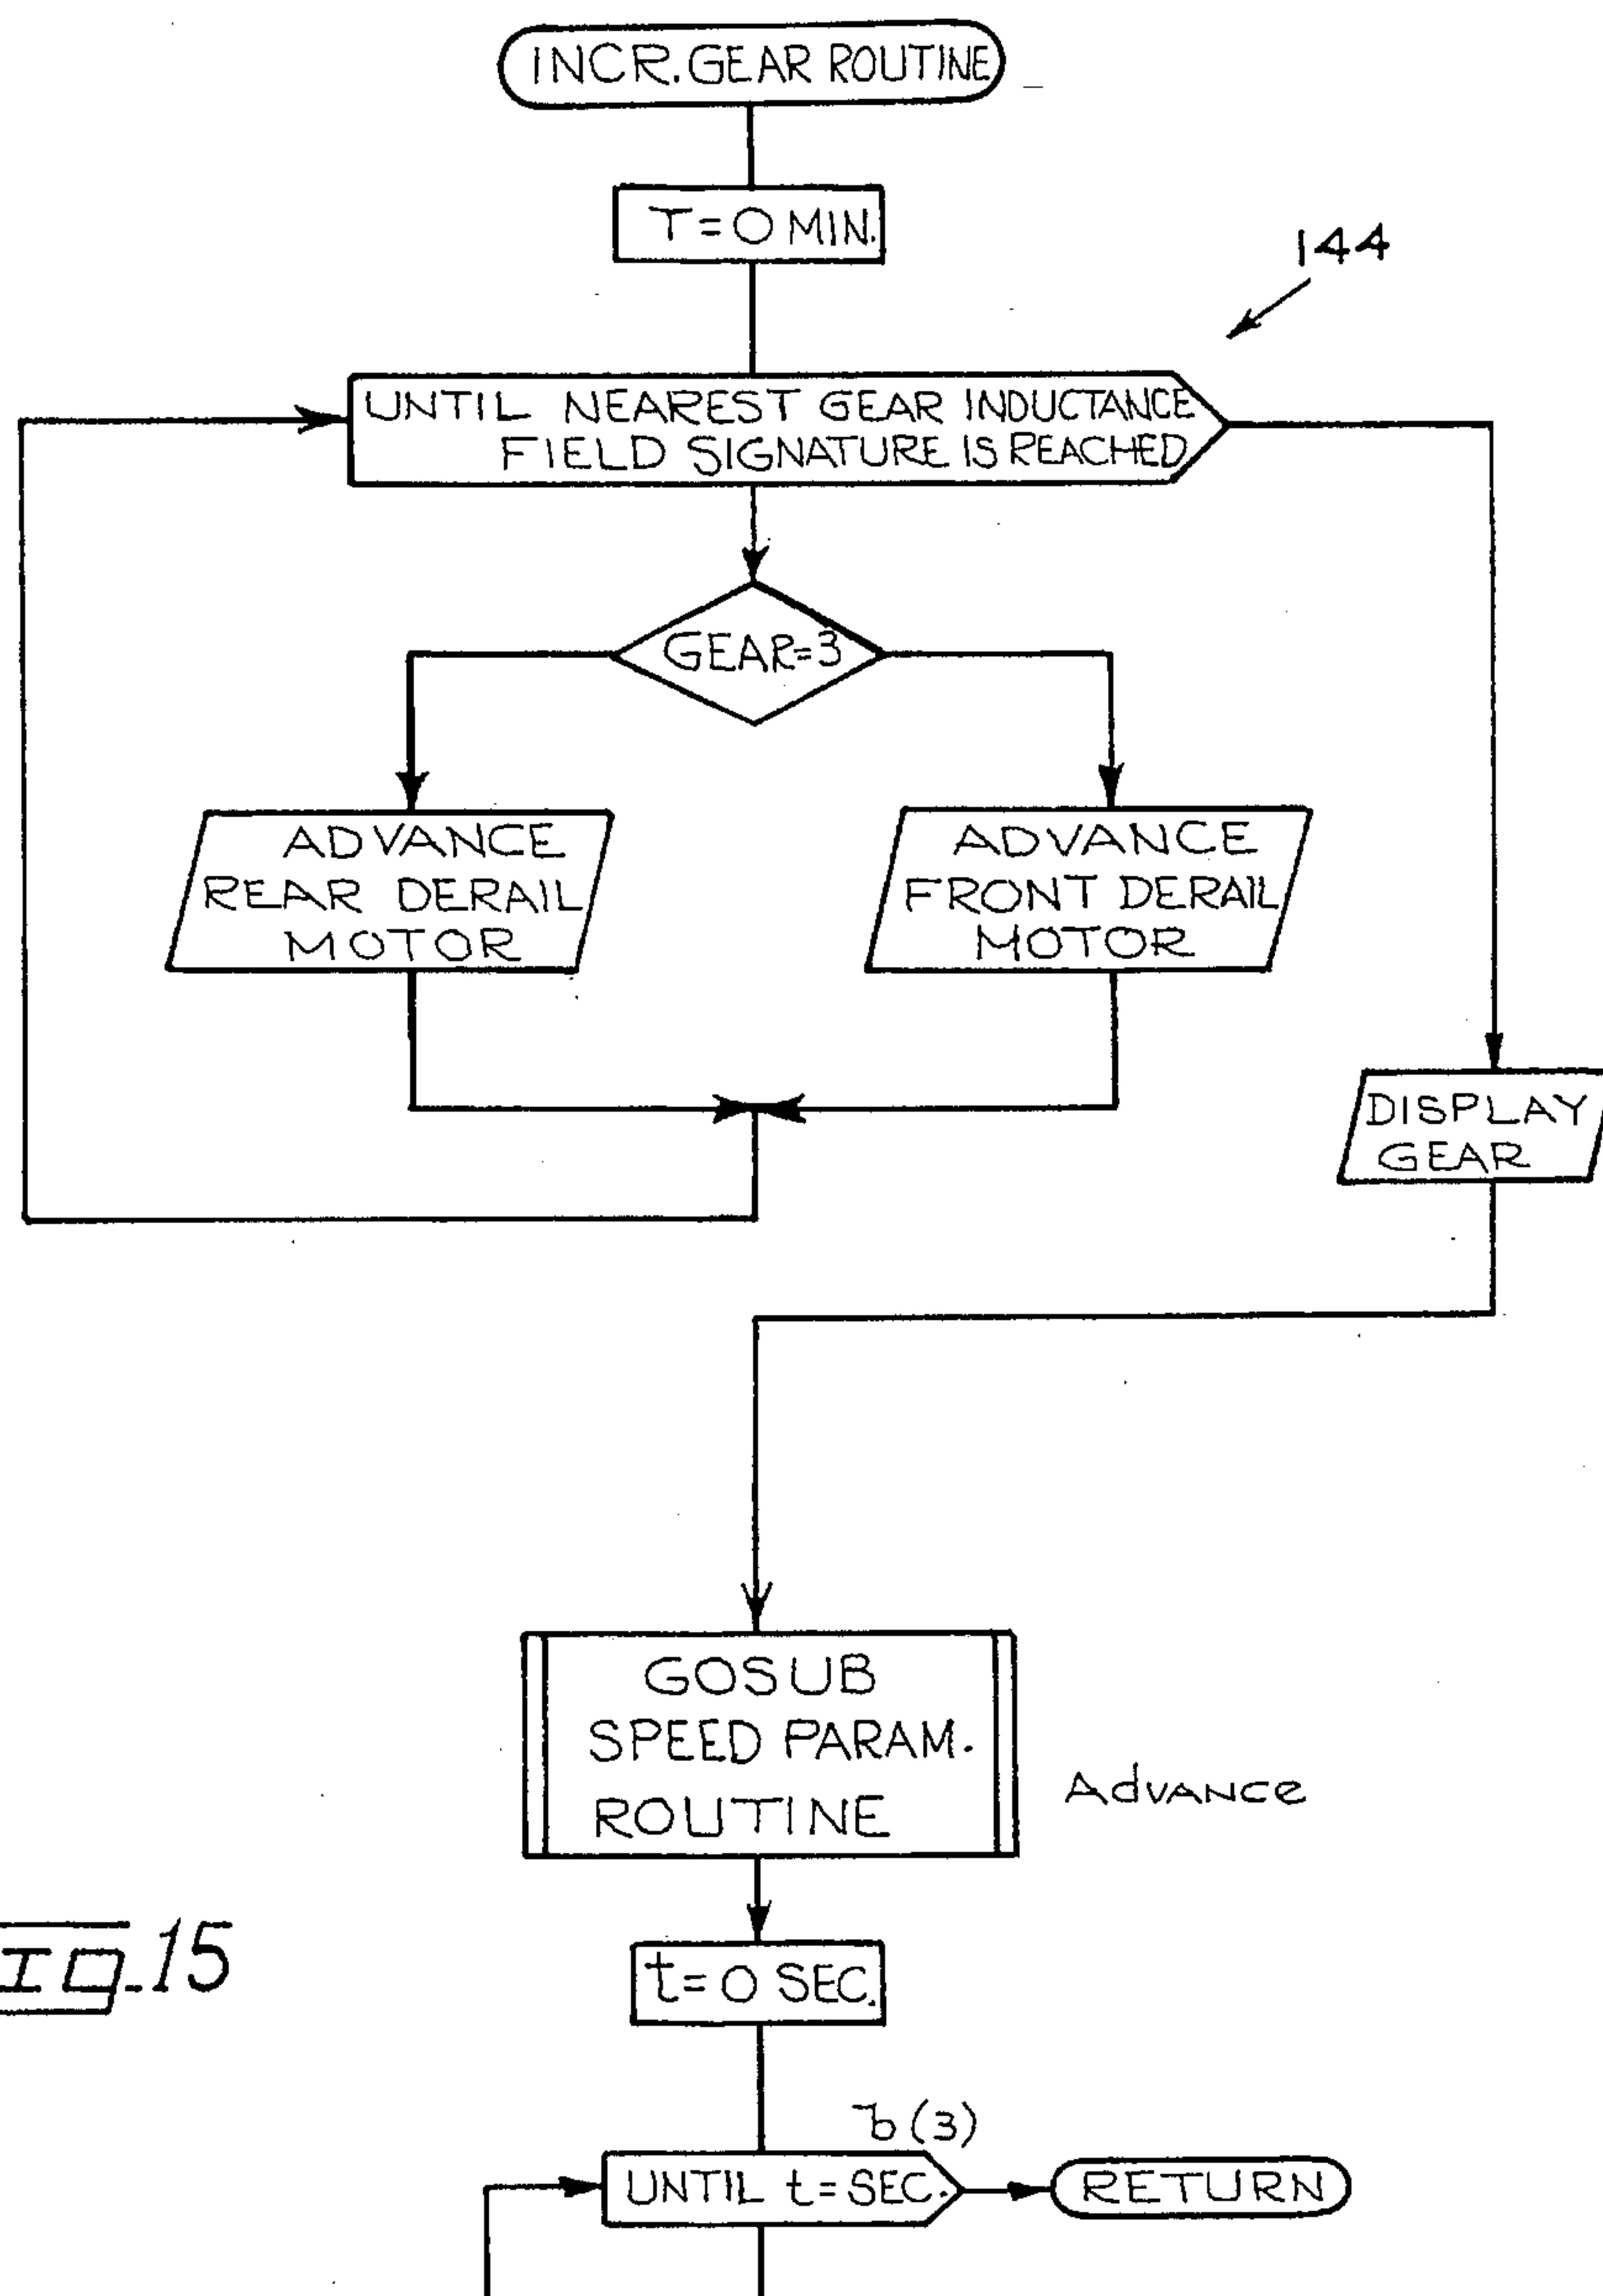 INCR. GEAR ROUTINE
T = 0 MIN.
144
UNTIL NEAREST GEAR INDUCTANCE
FIELD SIGNATURE IS REACHED
GEAR=3
ADVANCE
REAR DERAIL
MOTOR
ADVANCE
FRONT DERAIL
MOTOR
DISPLAY
GEAR
GOSUB
SPEED PARAM.
ROUTINE
Advance
t = 0 SEC.
(3)
UNTIL t = SEC.
RETURN
IG. 15